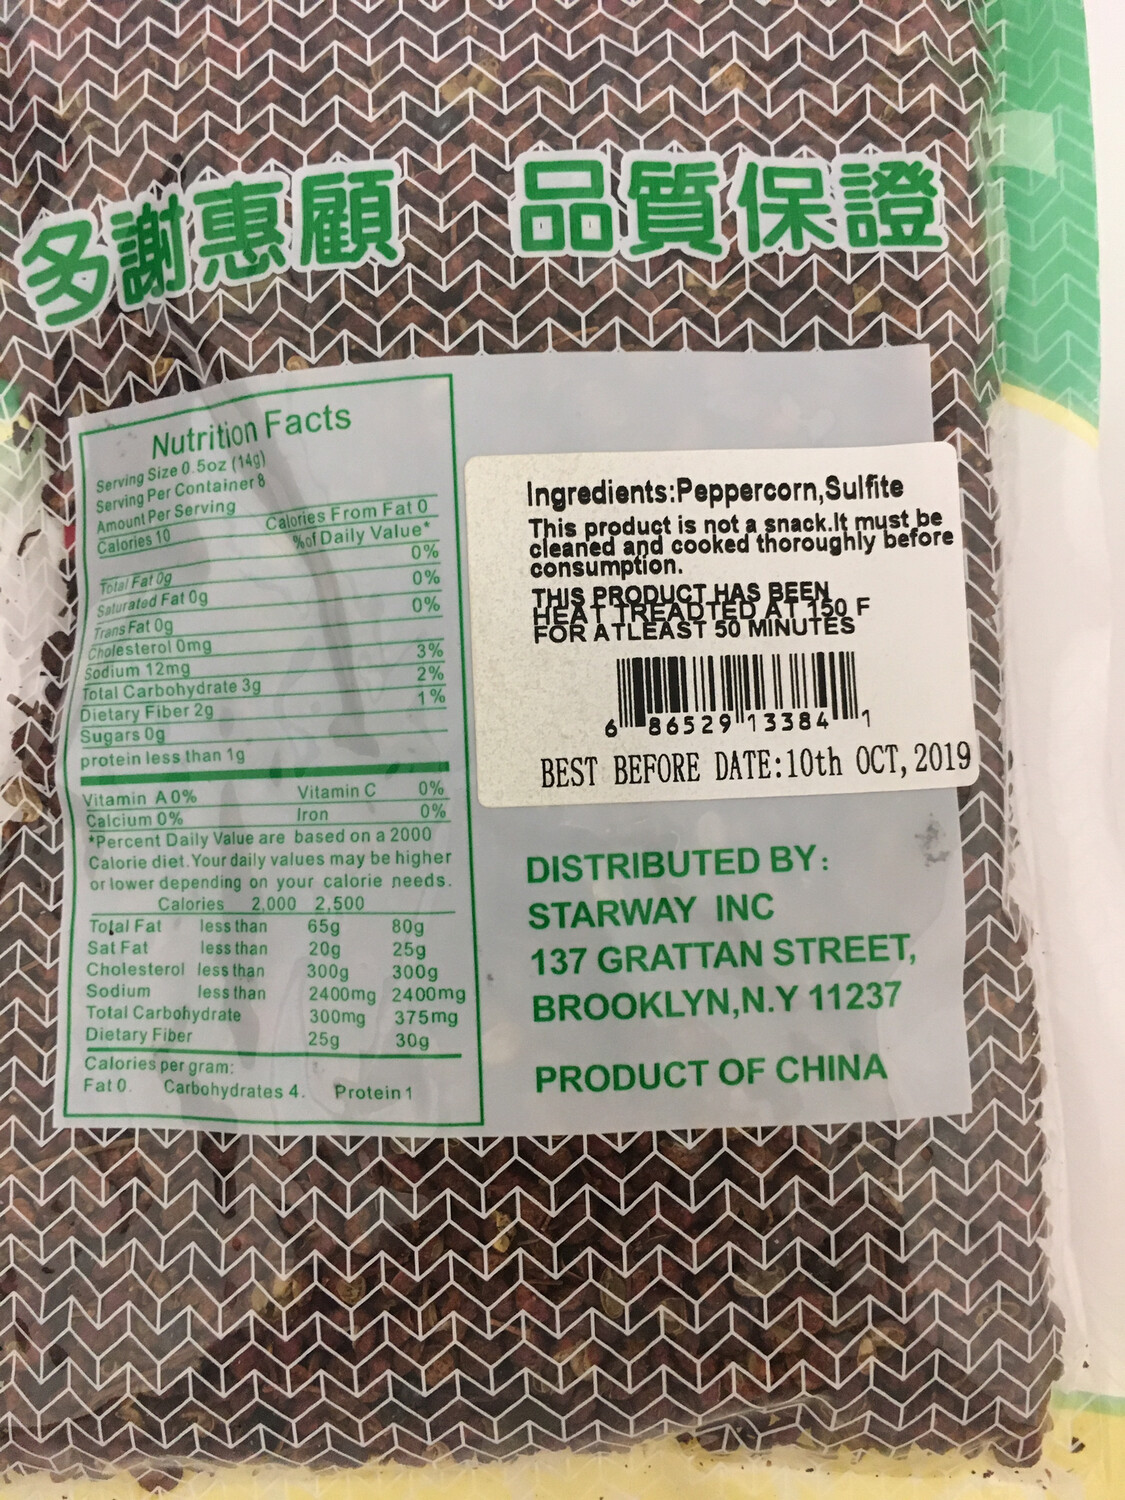 多謝惠顧 品質保證
Nutrition Facts
Serving Size 0.5oz (14g)
Serving Per Container 8
Amount Per Serving
Calories 10 Calories From Fat 0
%of Daily Value*
Total Fat 0g 0%
Saturated Fat 0g 0%
Trans Fat 0g 0%
Cholesterol 0mg
Sodium 12mg 3%
Total Carbohydrate 3g 2%
Dietary Fiber 2g 1%
Sugars 0g
protein less than 1g
Vitamin A 0% Vitamin C 0%
Calcium 0% Iron 0%
*Percent Daily Value are based on a 2000
Calorie diet.Your daily values may be higher
or lower depending on your calorie needs.
Calories 2,000 2,500
Total Fat less than 65g 80g
Sat Fat less than 20g 25g
Cholesterol less than 300g 300g
Sodium less than 2400mg 2400mg
Total Carbohydrate 300mg 375mg
Dietary Fiber 25g 30g
Calories per gram:
Fat 0. Carbohydrates 4. Protein 1
Ingredients:Peppercorn,Sulfite
This product is not a snack.It must be
cleaned and cooked thoroughly before
consumption.
THIS PRODUCT HAS BEEN
HEAT TREADTED AT 150 F
FOR ATLEAST 50 MINUTES
6 86529 13384 1
BEST BEFORE DATE:10th OCT, 2019
DISTRIBUTED BY:
STARWAY INC
137 GRATTAN STREET,
BROOKLYN,N.Y 11237
PRODUCT OF CHINA